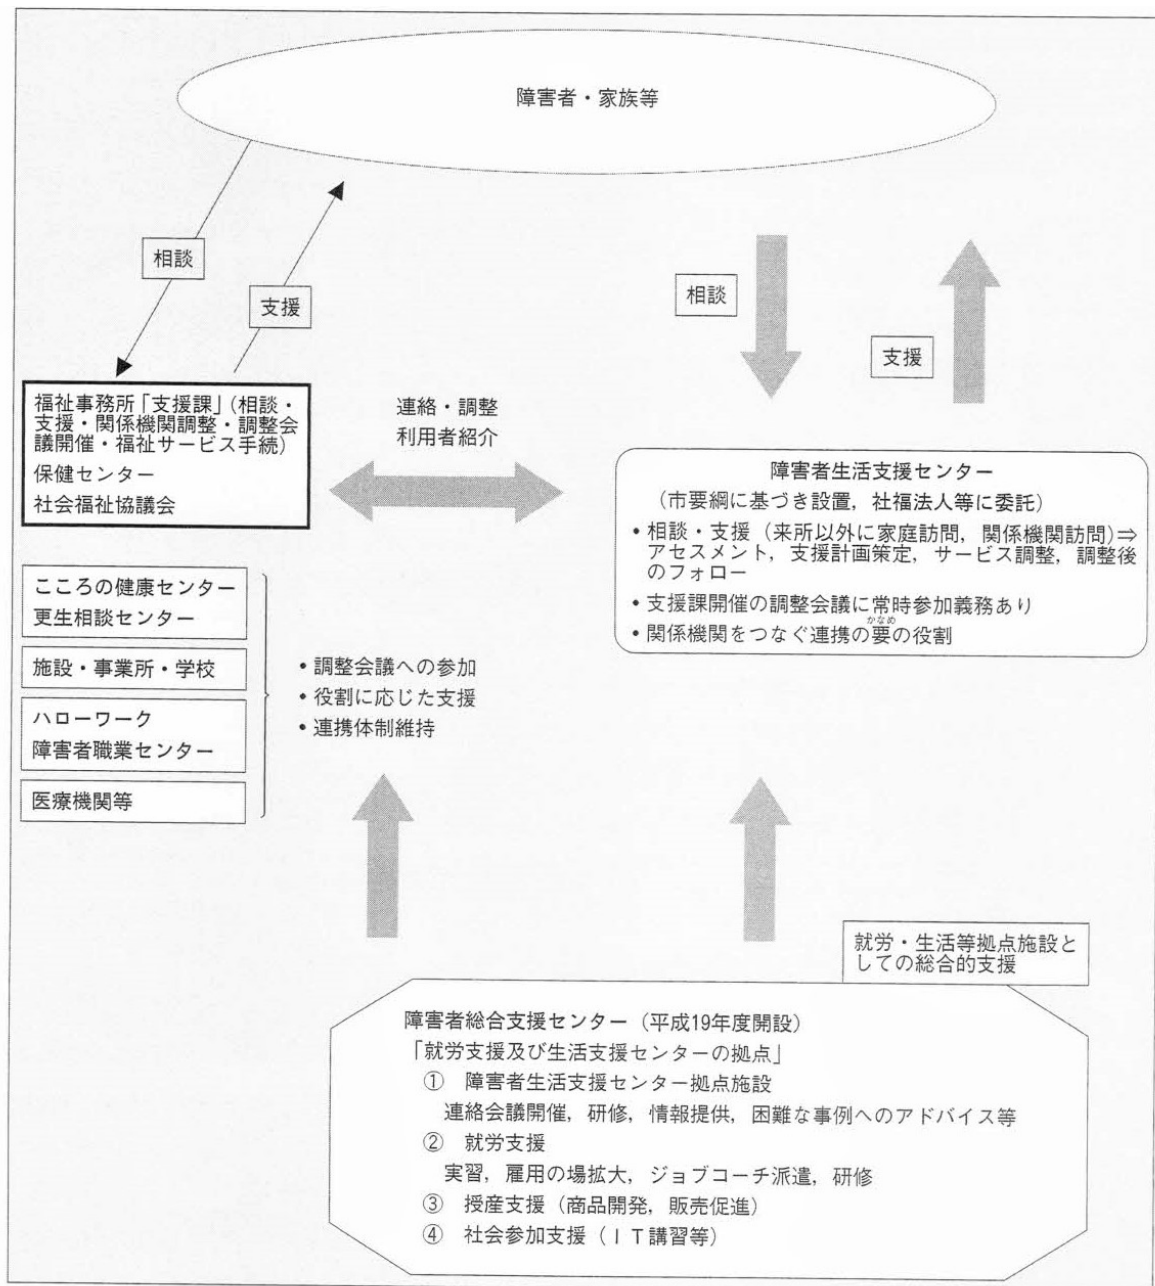 障害者・家族等
相談
支援
相談
支援
福祉事務所「支援課」(相談・
支援・関係機関調整・調整会
議開催・福祉サービス手続)
保健センター
社会福祉協議会
連絡・調整
利用者紹介
障害者生活支援センター
(市要綱に基づき設置,社福法人等に委託)
• 相談・支援(来所以外に家庭訪問,関係機関訪問)⇒
アセスメント,支援計画策定,サービス調整,調整後
のフォロー
• 支援課開催の調整会議に常時参加義務あり
かなめ
• 関係機関をつなぐ連携の要の役割
こころの健康センター
更生相談センター
施設・事業所・学校
ハローワーク
障害者職業センター
医療機関等
• 調整会議への参加
• 役割に応じた支援
• 連携体制維持
就労・生活等拠点施設と
しての総合的支援
障害者総合支援センター(平成19年度開設)
「就労支援及び生活支援センターの拠点」
① 障害者生活支援センター拠点施設
連絡会議開催,研修,情報提供,困難な事例へのアドバイス等
② 就労支援
実習,雇用の場拡大,ジョブコーチ派遣,研修
③ 授産支援(商品開発,販売促進)
④ 社会参加支援(IT講習等)